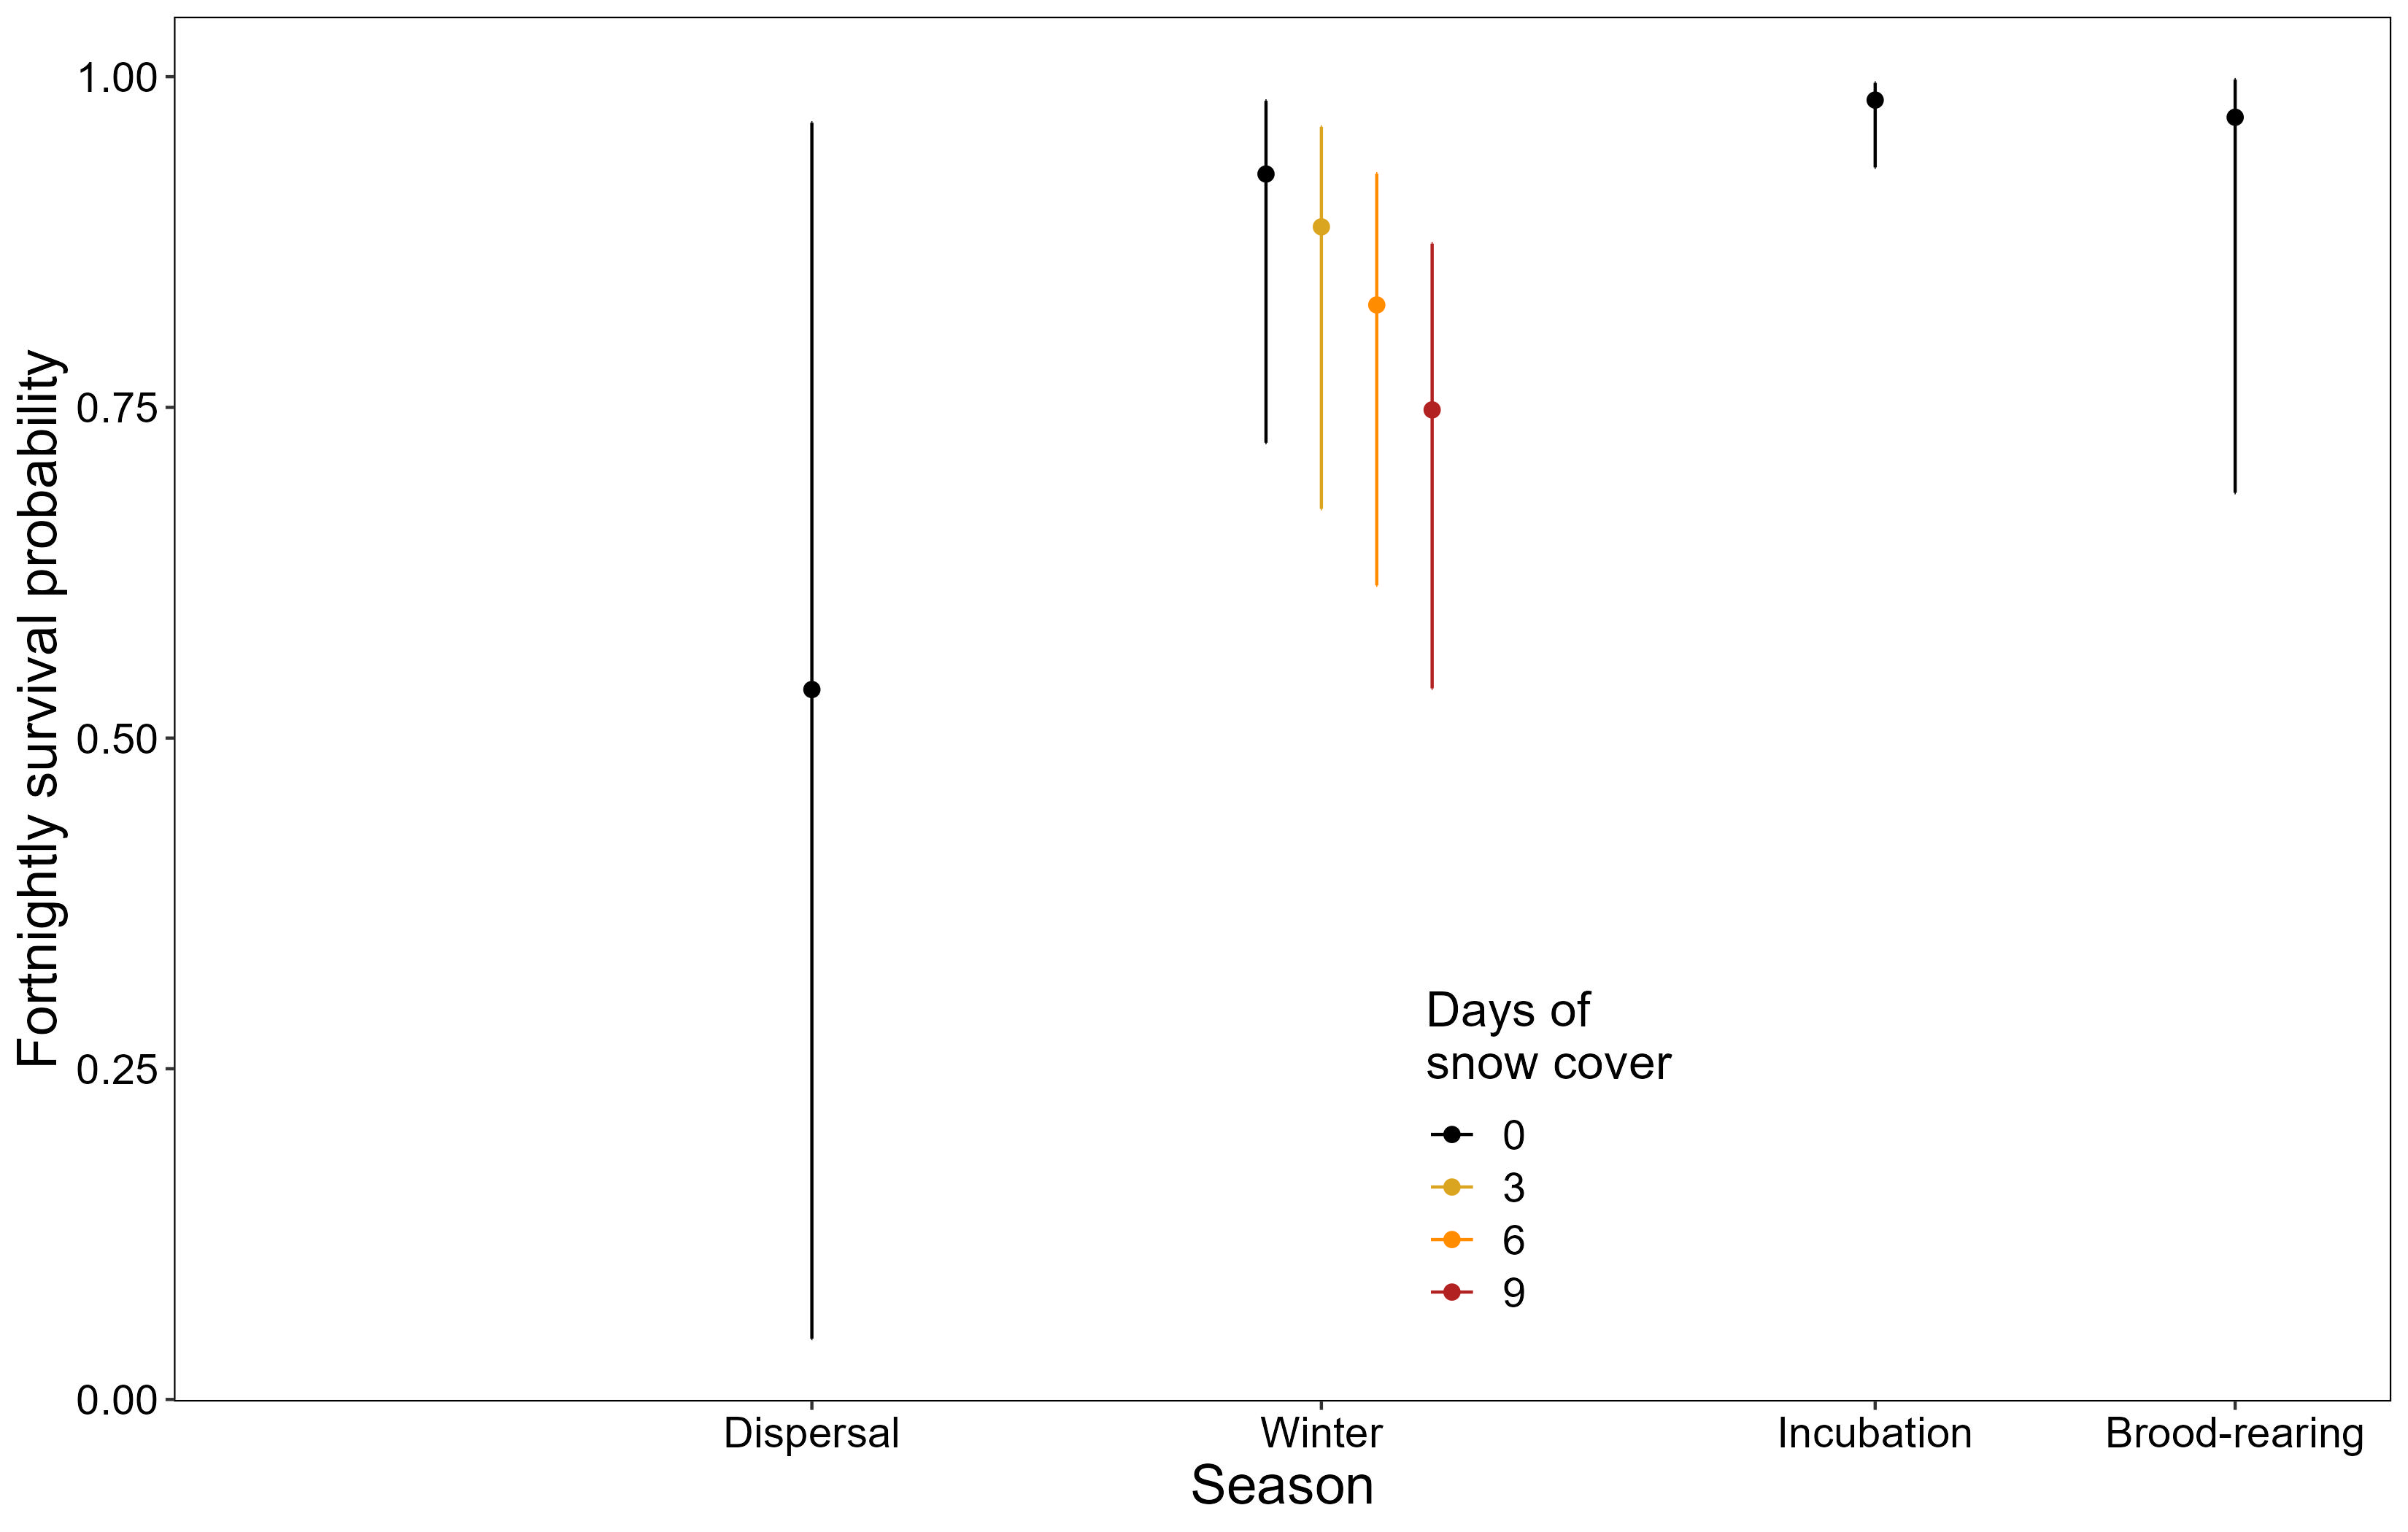 Fortnightly survival probability
1.00
0.75
0.50
0.25
0.00
Days of
snow cover
0
3
6
9
Dispersal Winter Incubation Brood-rearing
Season